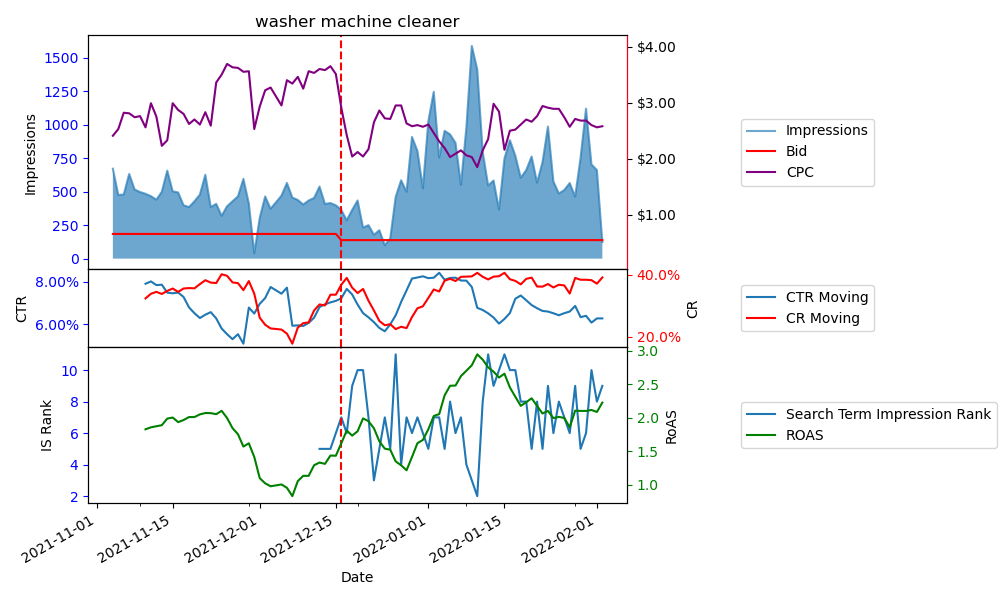 washer machine cleaner
Impressions
1500
1250
1000
750
500
250
0
$4.00
$3.00
$2.00
$1.00
Impressions
Bid
CPC
CTR
8.00%
6.00%
40.0%
20.0%
CR
CTR Moving
CR Moving
IS Rank
10
8
6
4
2
3.0
2.5
2.0
1.5
1.0
RoAS
Search Term Impression Rank
ROAS
2021-11-01
2021-11-15
2021-12-01
2021-12-15
2022-01-01
2022-01-15
2022-02-01
Date